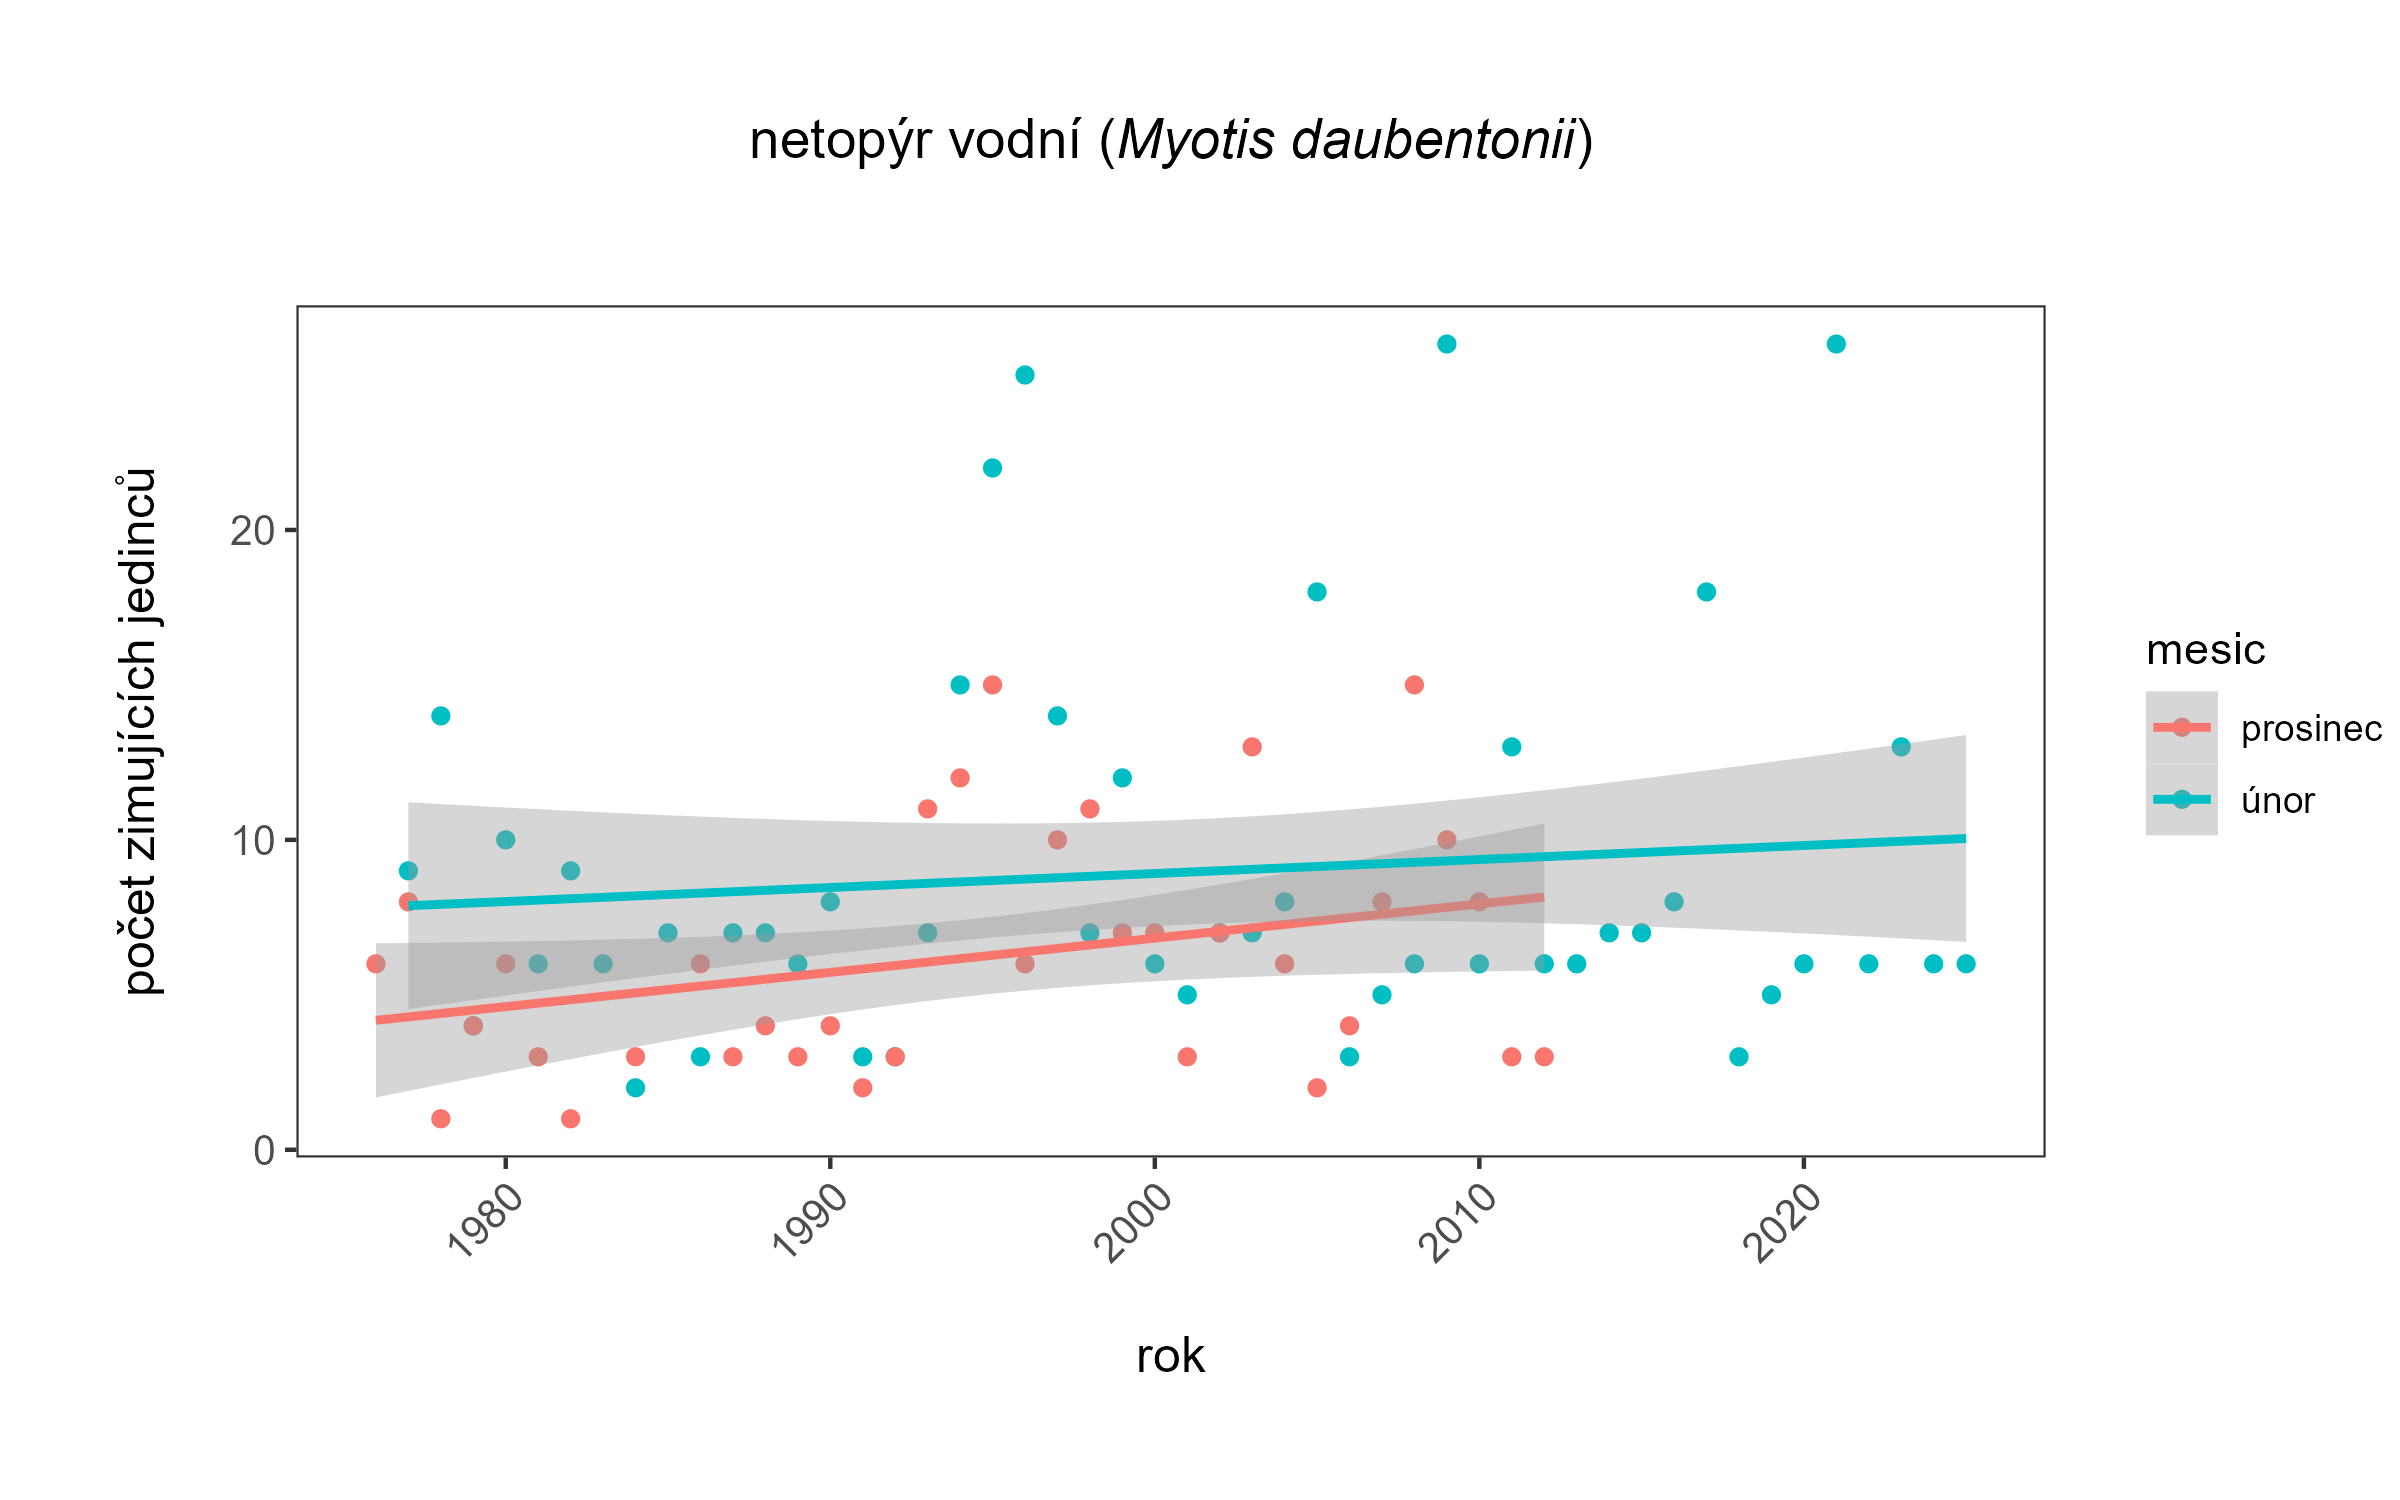 netopýr vodní (Myotis daubentonii)
počet zimujících jedinců
20
10
0
1980
1990
2000
2010
2020
rok
mesic
prosinec
únor